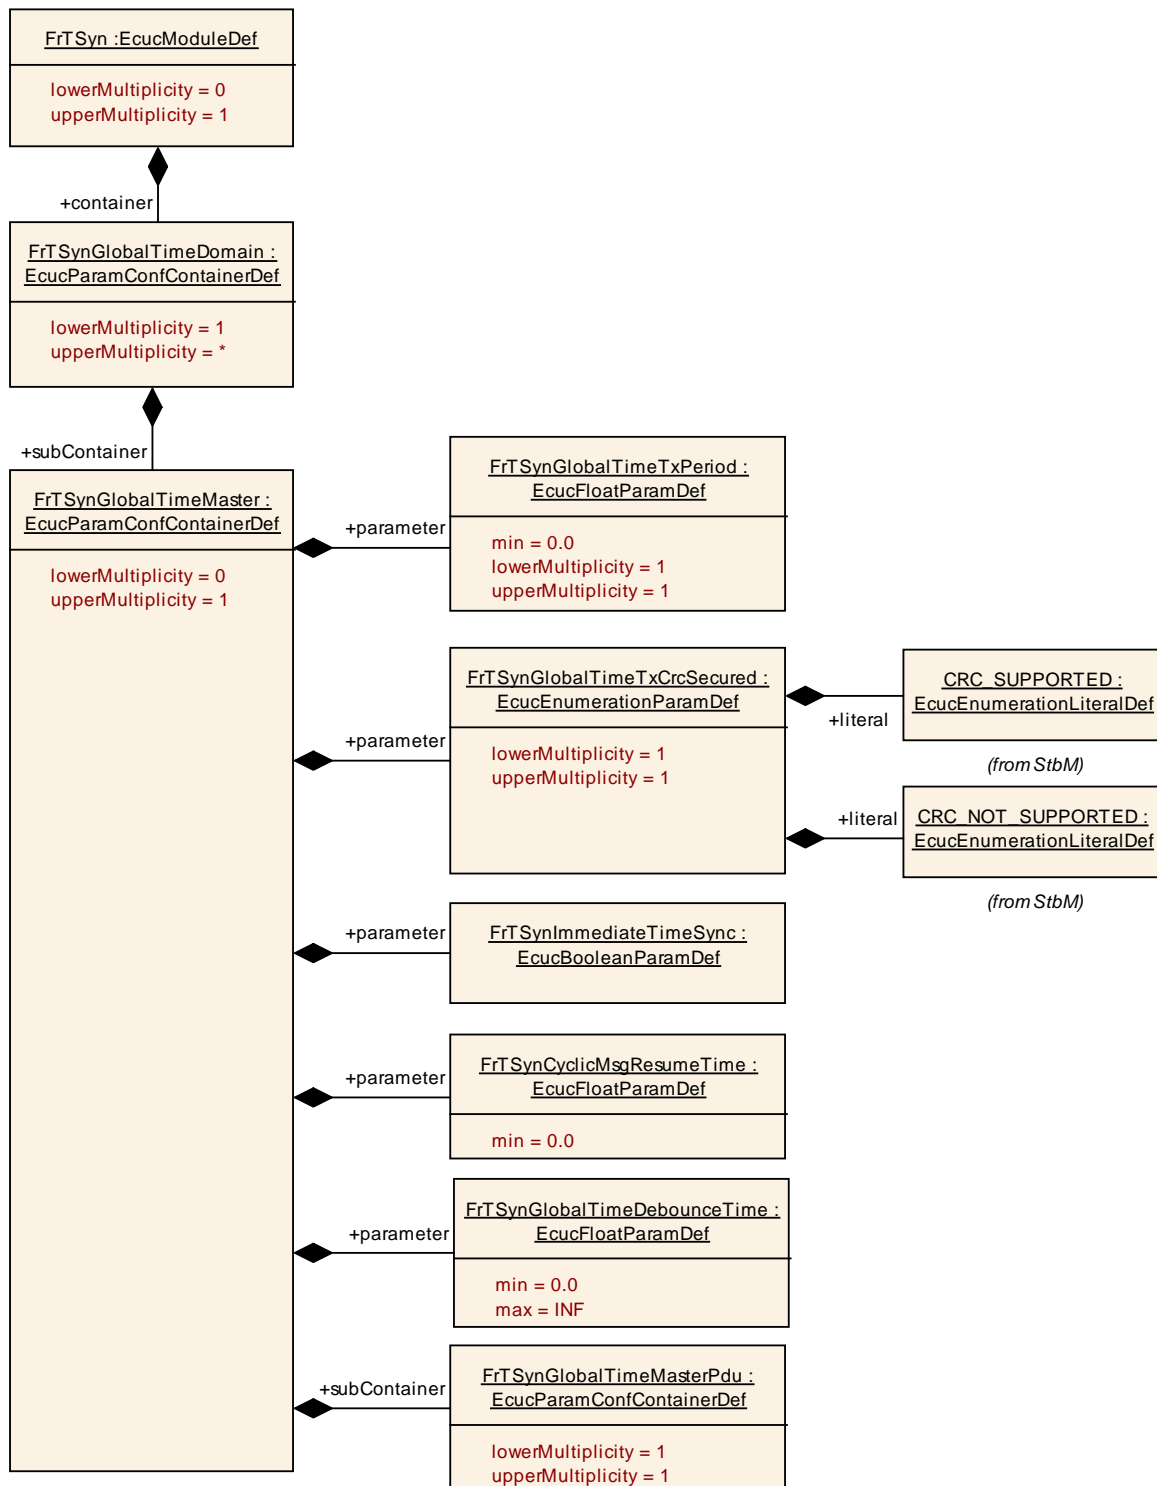 FrTSyn :EcucModuleDef
lowerMultiplicity = 0
upperMultiplicity = 1
+container
FrTSynGlobalTimeDomain :
EcucParamConfContainerDef
lowerMultiplicity = 1
upperMultiplicity = *
+subContainer
FrTSynGlobalTimeMaster :
EcucParamConfContainerDef
lowerMultiplicity = 0
upperMultiplicity = 1
+parameter
FrTSynGlobalTimeTxPeriod :
EcucFloatParamDef
min = 0.0
lowerMultiplicity = 1
upperMultiplicity = 1
+parameter
FrTSynGlobalTimeTxCrcSecured :
EcucEnumerationParamDef
lowerMultiplicity = 1
upperMultiplicity = 1
+literal
CRC_SUPPORTED :
EcucEnumerationLiteralDef
(from StbM)
+literal
CRC_NOT_SUPPORTED :
EcucEnumerationLiteralDef
(from StbM)
+parameter
FrTSynImmediateTimeSync :
EcucBooleanParamDef
+parameter
FrTSynCyclicMsgResumeTime :
EcucFloatParamDef
min = 0.0
+parameter
FrTSynGlobalTimeDebounceTime :
EcucFloatParamDef
min = 0.0
max = INF
+subContainer
FrTSynGlobalTimeMasterPdu :
EcucParamConfContainerDef
lowerMultiplicity = 1
upperMultiplicity = 1